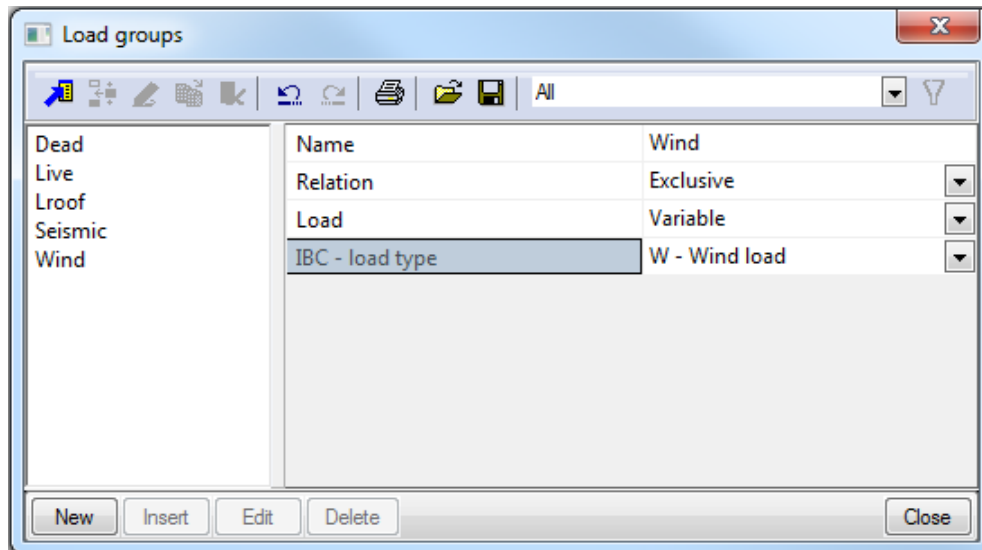 Load groups
All
Dead
Live
Lroof
Seismic
Wind
Name Wind
Relation Exclusive
Load Variable
IBC - load type W - Wind load
New Insert Edit Delete Close